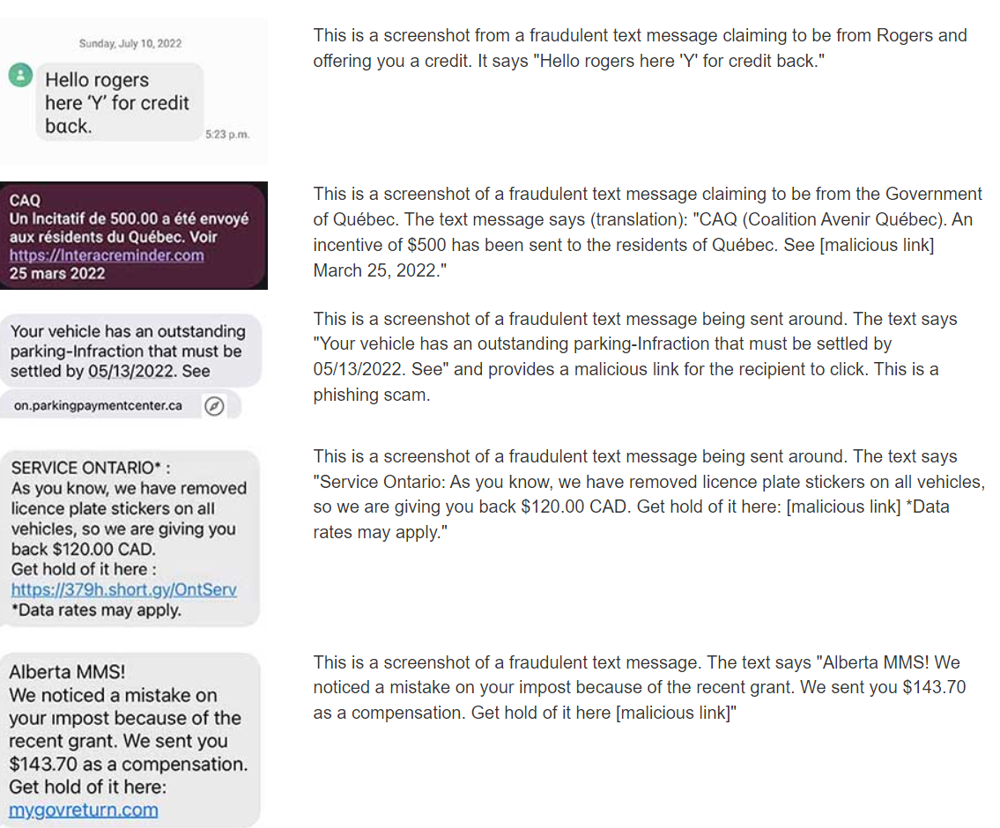 Sunday, July 10, 2022
Hello rogers
here 'Y' for credit
back.
5:23 p.m.
This is a screenshot from a fraudulent text message claiming to be from Rogers and
offering you a credit. It says "Hello rogers here 'Y' for credit back."
CAQ
Un Incitatif de 500.00 a été envoyé
aux résidents du Québec. Voir
https://Interacreminder.com
25 mars 2022
This is a screenshot of a fraudulent text message claiming to be from the Government
of Québec. The text message says (translation): "CAQ (Coalition Avenir Québec). An
incentive of $500 has been sent to the residents of Québec. See [malicious link]
March 25, 2022."
Your vehicle has an outstanding
parking-Infraction that must be
settled by 05/13/2022. See
on.parkingpaymentcenter.ca
This is a screenshot of a fraudulent text message being sent around. The text says
"Your vehicle has an outstanding parking-Infraction that must be settled by
05/13/2022. See" and provides a malicious link for the recipient to click. This is a
phishing scam.
SERVICE ONTARIO* :
As you know, we have removed
licence plate stickers on all
vehicles, so we are giving you
back $120.00 CAD.
Get hold of it here :
https://379h.short.gy/OntServ
*Data rates may apply.
This is a screenshot of a fraudulent text message being sent around. The text says
"Service Ontario: As you know, we have removed licence plate stickers on all vehicles,
so we are giving you back $120.00 CAD. Get hold of it here: [malicious link] *Data
rates may apply."
Alberta MMS!
We noticed a mistake on
your ımpost because of the
recent grant. We sent you
$143.70 as a compensation.
Get hold of it here:
mygovreturn.com
This is a screenshot of a fraudulent text message. The text says "Alberta MMS! We
noticed a mistake on your impost because of the recent grant. We sent you $143.70
as a compensation. Get hold of it here [malicious link]"